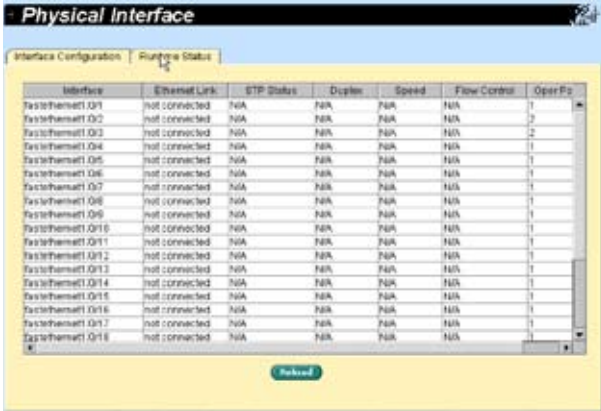 Physical Interface
Interface Configuration Runtime Status
Interface Ethernet Link STP Status Duplex Speed Flow Control Oper Po
fastethernet1.0/1 not connected N/A N/A N/A N/A 1
fastethernet1.0/2 not connected N/A N/A N/A N/A 2
fastethernet1.0/3 not connected N/A N/A N/A N/A 2
fastethernet1.0/4 not connected N/A N/A N/A N/A 1
fastethernet1.0/5 not connected N/A N/A N/A N/A 1
fastethernet1.0/6 not connected N/A N/A N/A N/A 1
fastethernet1.0/7 not connected N/A N/A N/A N/A 1
fastethernet1.0/8 not connected N/A N/A N/A N/A 1
fastethernet1.0/9 not connected N/A N/A N/A N/A 1
fastethernet1.0/10 not connected N/A N/A N/A N/A 1
fastethernet1.0/11 not connected N/A N/A N/A N/A 1
fastethernet1.0/12 not connected N/A N/A N/A N/A 1
fastethernet1.0/13 not connected N/A N/A N/A N/A 1
fastethernet1.0/14 not connected N/A N/A N/A N/A 1
fastethernet1.0/15 not connected N/A N/A N/A N/A 1
fastethernet1.0/16 not connected N/A N/A N/A N/A 1
fastethernet1.0/17 not connected N/A N/A N/A N/A 1
fastethernet1.0/18 not connected N/A N/A N/A N/A 1
Reload